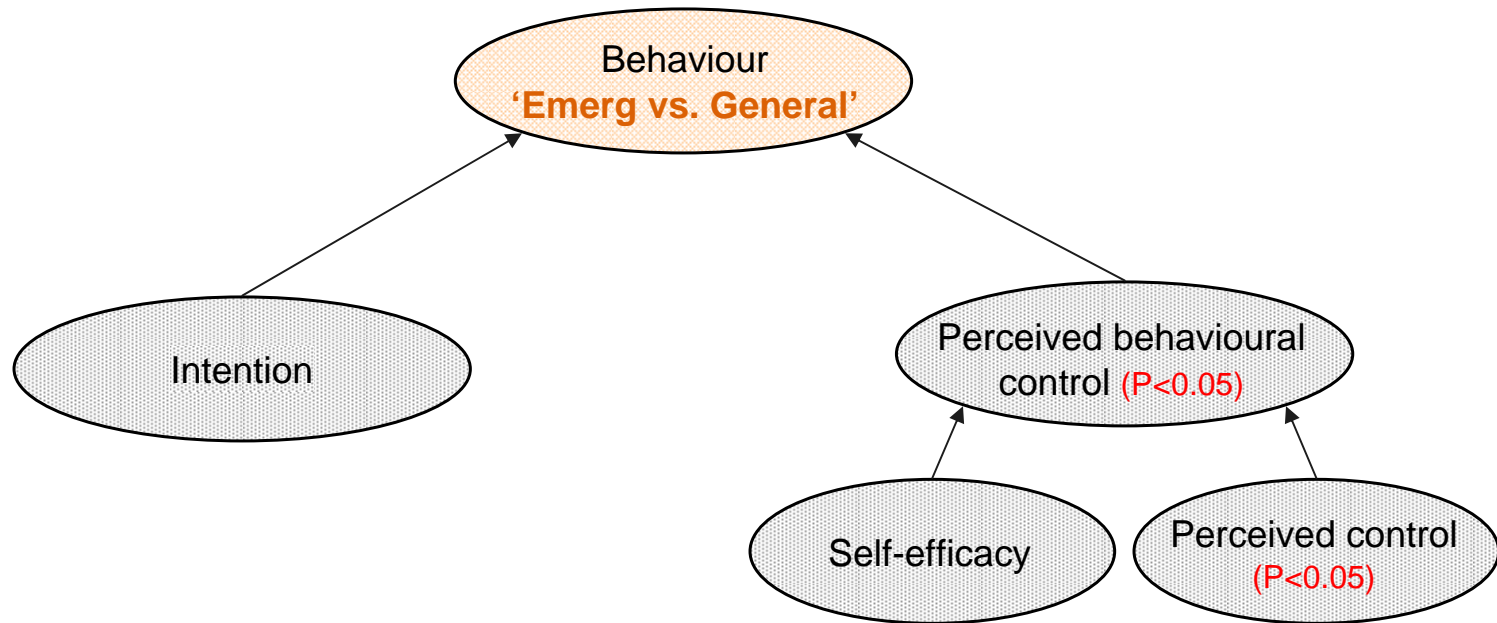 Behaviour
‘Emerg vs. General’
Intention
Perceived behavioural
control (P<0.05)
Self-efficacy
Perceived control
(P<0.05)